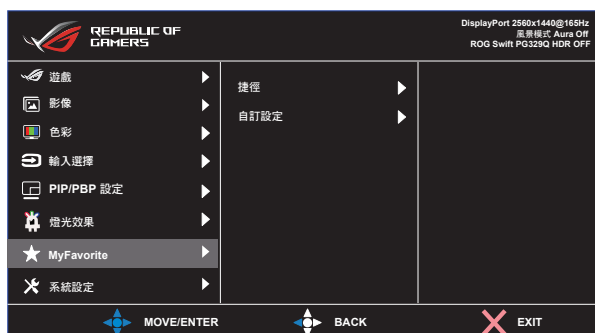 REPUBLIC OF
GAMERS
DisplayPort 2560x1440@165Hz
風景模式 Aura Off
ROG Swift PG329Q HDR OFF
遊戲
影像
色彩
輸入選擇
PIP/PBP 設定
燈光效果
MyFavorite
系統設定
捷徑
自訂設定
MOVE/ENTER
BACK
EXIT